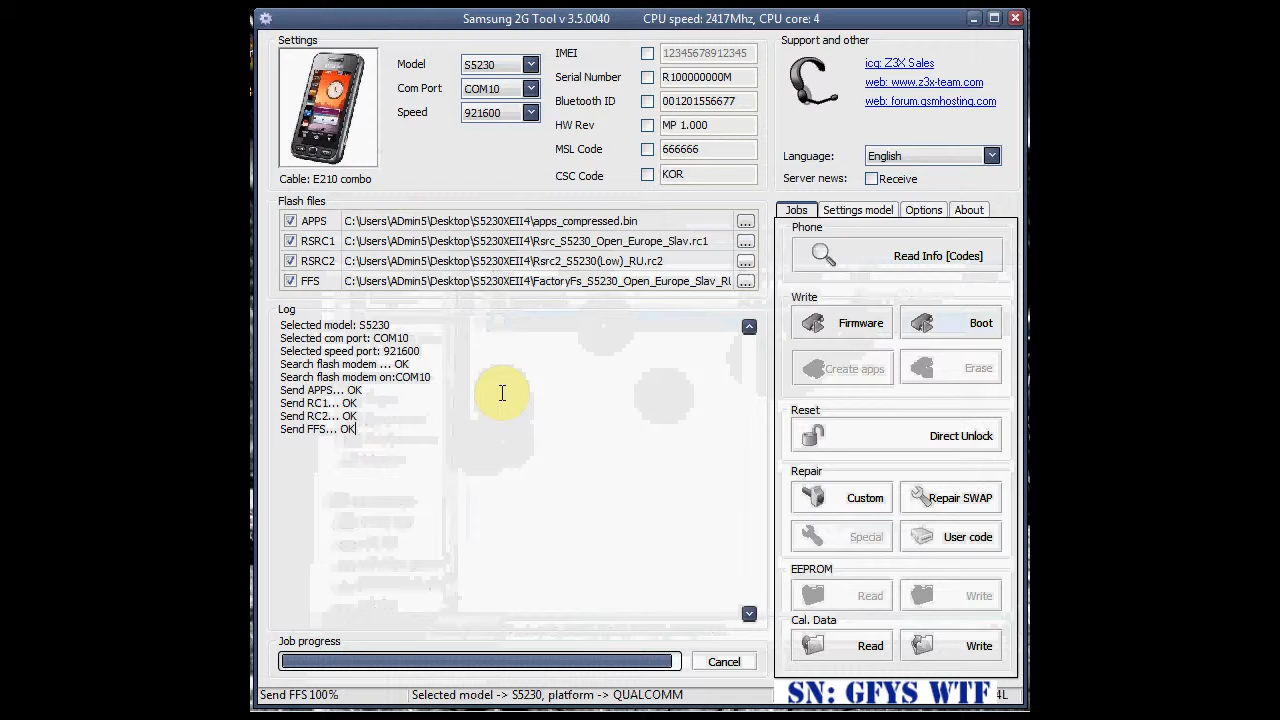 Samsung 2G Tool v 3.5.0040 CPU speed: 2417Mhz, CPU core: 4
Settings
Model S5230
Com Port COM10
Speed 921600
Cable: E210 combo
IMEI 12345678912345
Serial Number R100000000M
Bluetooth ID 001201556677
HW Rev MP 1.000
MSL Code 666666
CSC Code KOR
Support and other
icq: Z3X Sales
web: www.z3x-team.com
web: forum.gsmhosting.com
Language: English
Server news: Receive
Flash files
APPS C:\Users\ADmin5\Desktop\S5230XEII4\apps_compressed.bin ...
RSRC1 C:\Users\ADmin5\Desktop\S5230XEII4\Rsrc_S5230_Open_Europe_Slav.rc1 ...
RSRC2 C:\Users\ADmin5\Desktop\S5230XEII4\Rsrc2_S5230(Low)_RU.rc2 ...
FFS C:\Users\ADmin5\Desktop\S5230XEII4\FactoryFs_S5230_Open_Europe_Slav_RU ...
Log
Selected model: S5230
Selected com port: COM10
Selected speed port: 921600
Search flash modem ... OK
Search flash modem on:COM10
Send APPS... OK
Send RC1... OK
Send RC2... OK
Send FFS... OK
Job progress
Cancel
Jobs Settings model Options About
Phone
Read Info [Codes]
Write
Firmware Boot
Create apps Erase
Reset
Direct Unlock
Repair
Custom Repair SWAP
Special User code
EEPROM
Read Write
Cal. Data
Read Write
Send FFS100% Selected model -> S5230, platform -> QUALCOMM SN: GFYS WTF 4L